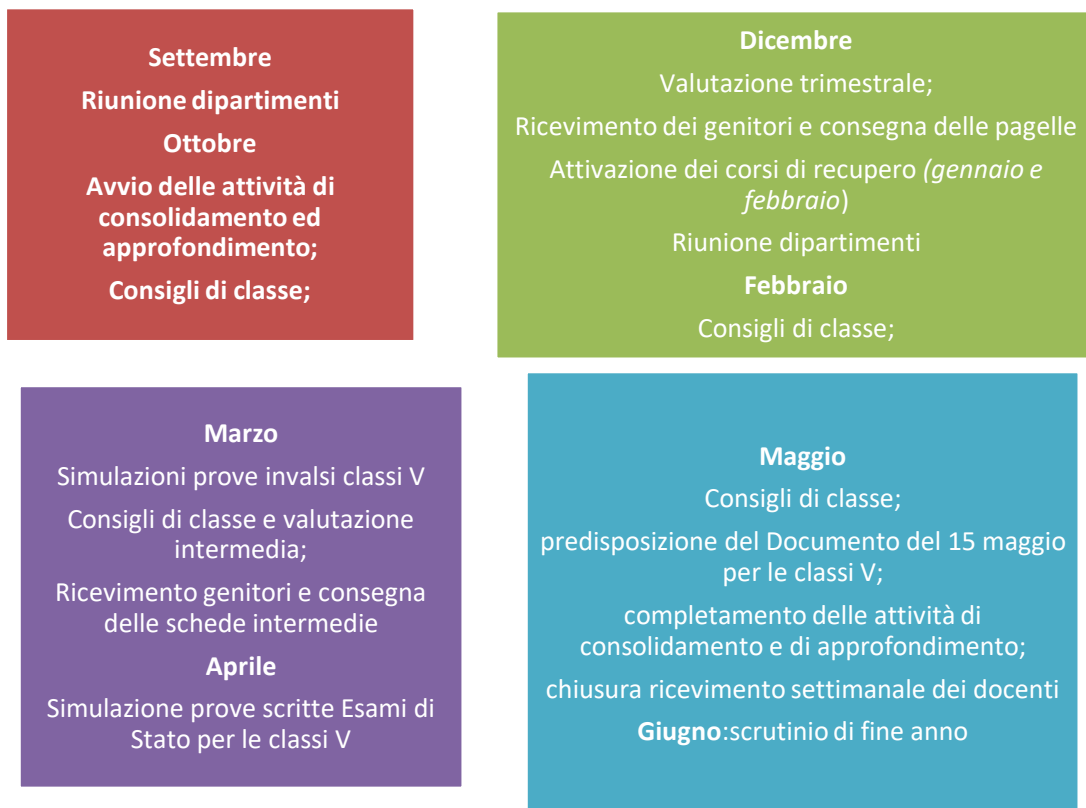 Settembre
Riunione dipartimenti
Ottobre
Avvio delle attività di
consolidamento ed
approfondimento;
Consigli di classe;
Dicembre
Valutazione trimestrale;
Ricevimento dei genitori e consegna delle pagelle
Attivazione dei corsi di recupero (gennaio e
febbraio)
Riunione dipartimenti
Febbraio
Consigli di classe;
Marzo
Simulazioni prove invalsi classi V
Consigli di classe e valutazione
intermedia;
Ricevimento genitori e consegna
delle schede intermedie
Aprile
Simulazione prove scritte Esami di
Stato per le classi V
Maggio
Consigli di classe;
predisposizione del Documento del 15 maggio
per le classi V;
completamento delle attività di
consolidamento e di approfondimento;
chiusura ricevimento settimanale dei docenti
Giugno:scrutinio di fine anno